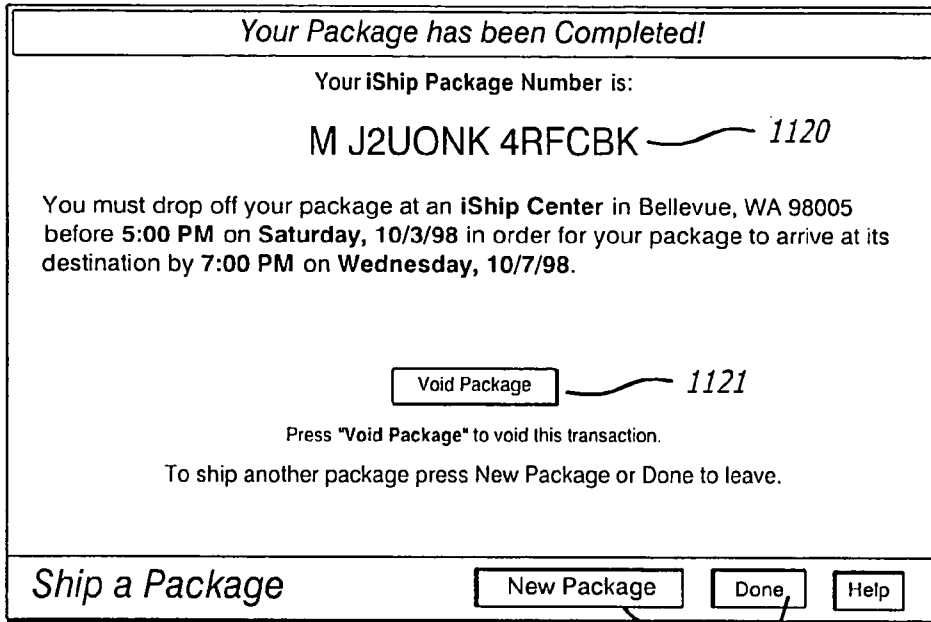 Your Package has been Completed!
Your iShip Package Number is:
M J2UONK 4RFCBK 1120
You must drop off your package at an iShip Center in Bellevue, WA 98005
before 5:00 PM on Saturday, 10/3/98 in order for your package to arrive at its
destination by 7:00 PM on Wednesday, 10/7/98.
Void Package 1121
Press "Void Package" to void this transaction.
To ship another package press New Package or Done to leave.
Ship a Package New Package Done Help